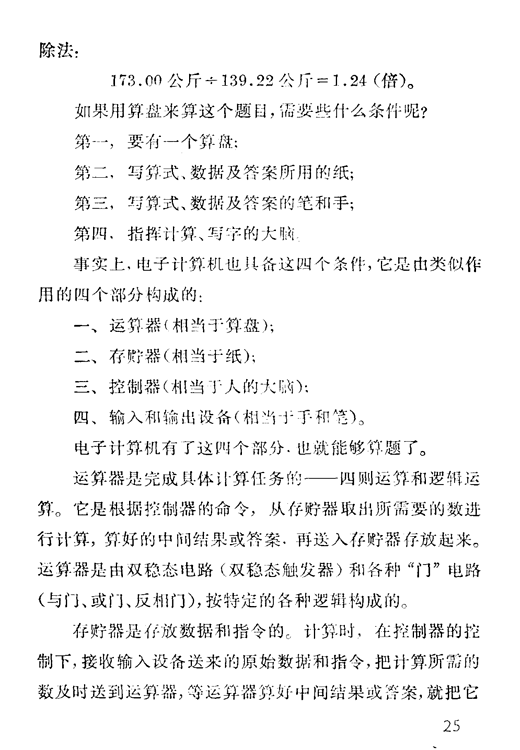 除法：
173.00公斤÷139.22公斤＝1.24（倍）。
如果用算盘来算这个题目，需要些什么条件呢？
第一，要有一个算盘；
第二，写算式、数据及答案所用的纸；
第三，写算式、数据及答案的笔和手；
第四，指挥计算、写字的大脑。
事实上，电子计算机也具备这四个条件，它是由类似作
用的四个部分构成的：
一、运算器（相当于算盘）；
二、存贮器（相当于纸）；
三、控制器（相当于人的大脑）；
四、输入和输出设备（相当于手和笔）。
电子计算机有了这四个部分，也就能够算题了。
运算器是完成具体计算任务的——四则运算和逻辑运
算。它是根据控制器的命令，从存贮器取出所需要的数进
行计算，算好的中间结果或答案，再送入存贮器存放起来。
运算器是由双稳态电路（双稳态触发器）和各种“门”电路
（与门、或门、反相门），按特定的各种逻辑构成的。
存贮器是存放数据和指令的。计算时，在控制器的控
制下，接收输入设备送来的原始数据和指令，把计算所需的
数及时送到运算器，等运算器算好中间结果或答案，就把它
25